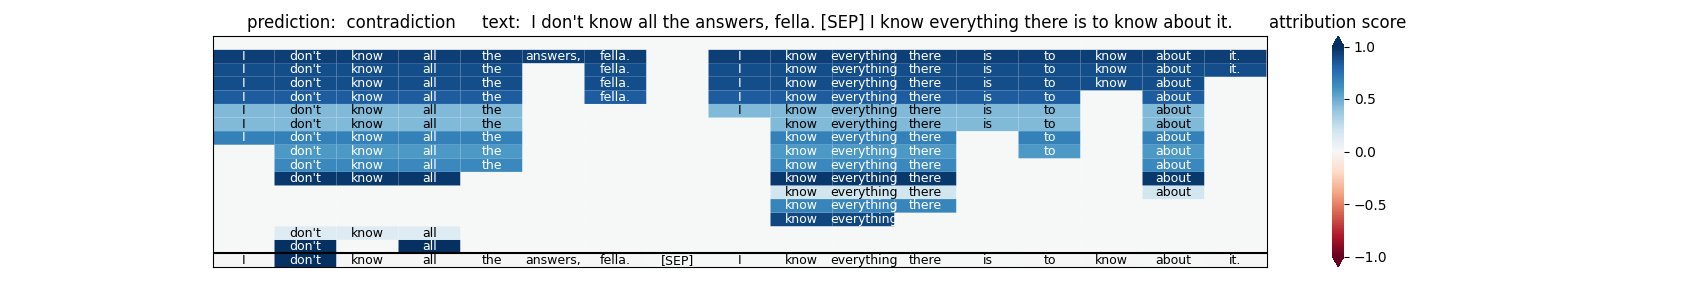 prediction:  contradiction     text:  I don't know all the answers, fella. [SEP] I know everything there is to know about it.     attribution score
I don't know all the answers, fella. I know everything there is to know about it. 1.0
I don't know all the fella. I know everything there is to know about it.
I don't know all the fella. I know everything there is to know about
I don't know all the fella. I know everything there is to about 0.5
I don't know all the I know everything there is to about
I don't know all the know everything there is to about
I don't know all the know everything there to about
don't know all the know everything there to about 0.0
don't know all the know everything there about
don't know all know everything there about
know everything there about
know everything there −0.5
know everything
don't know all
don't all
I don't know all the answers, fella. [SEP] I know everything there is to know about it. −1.0